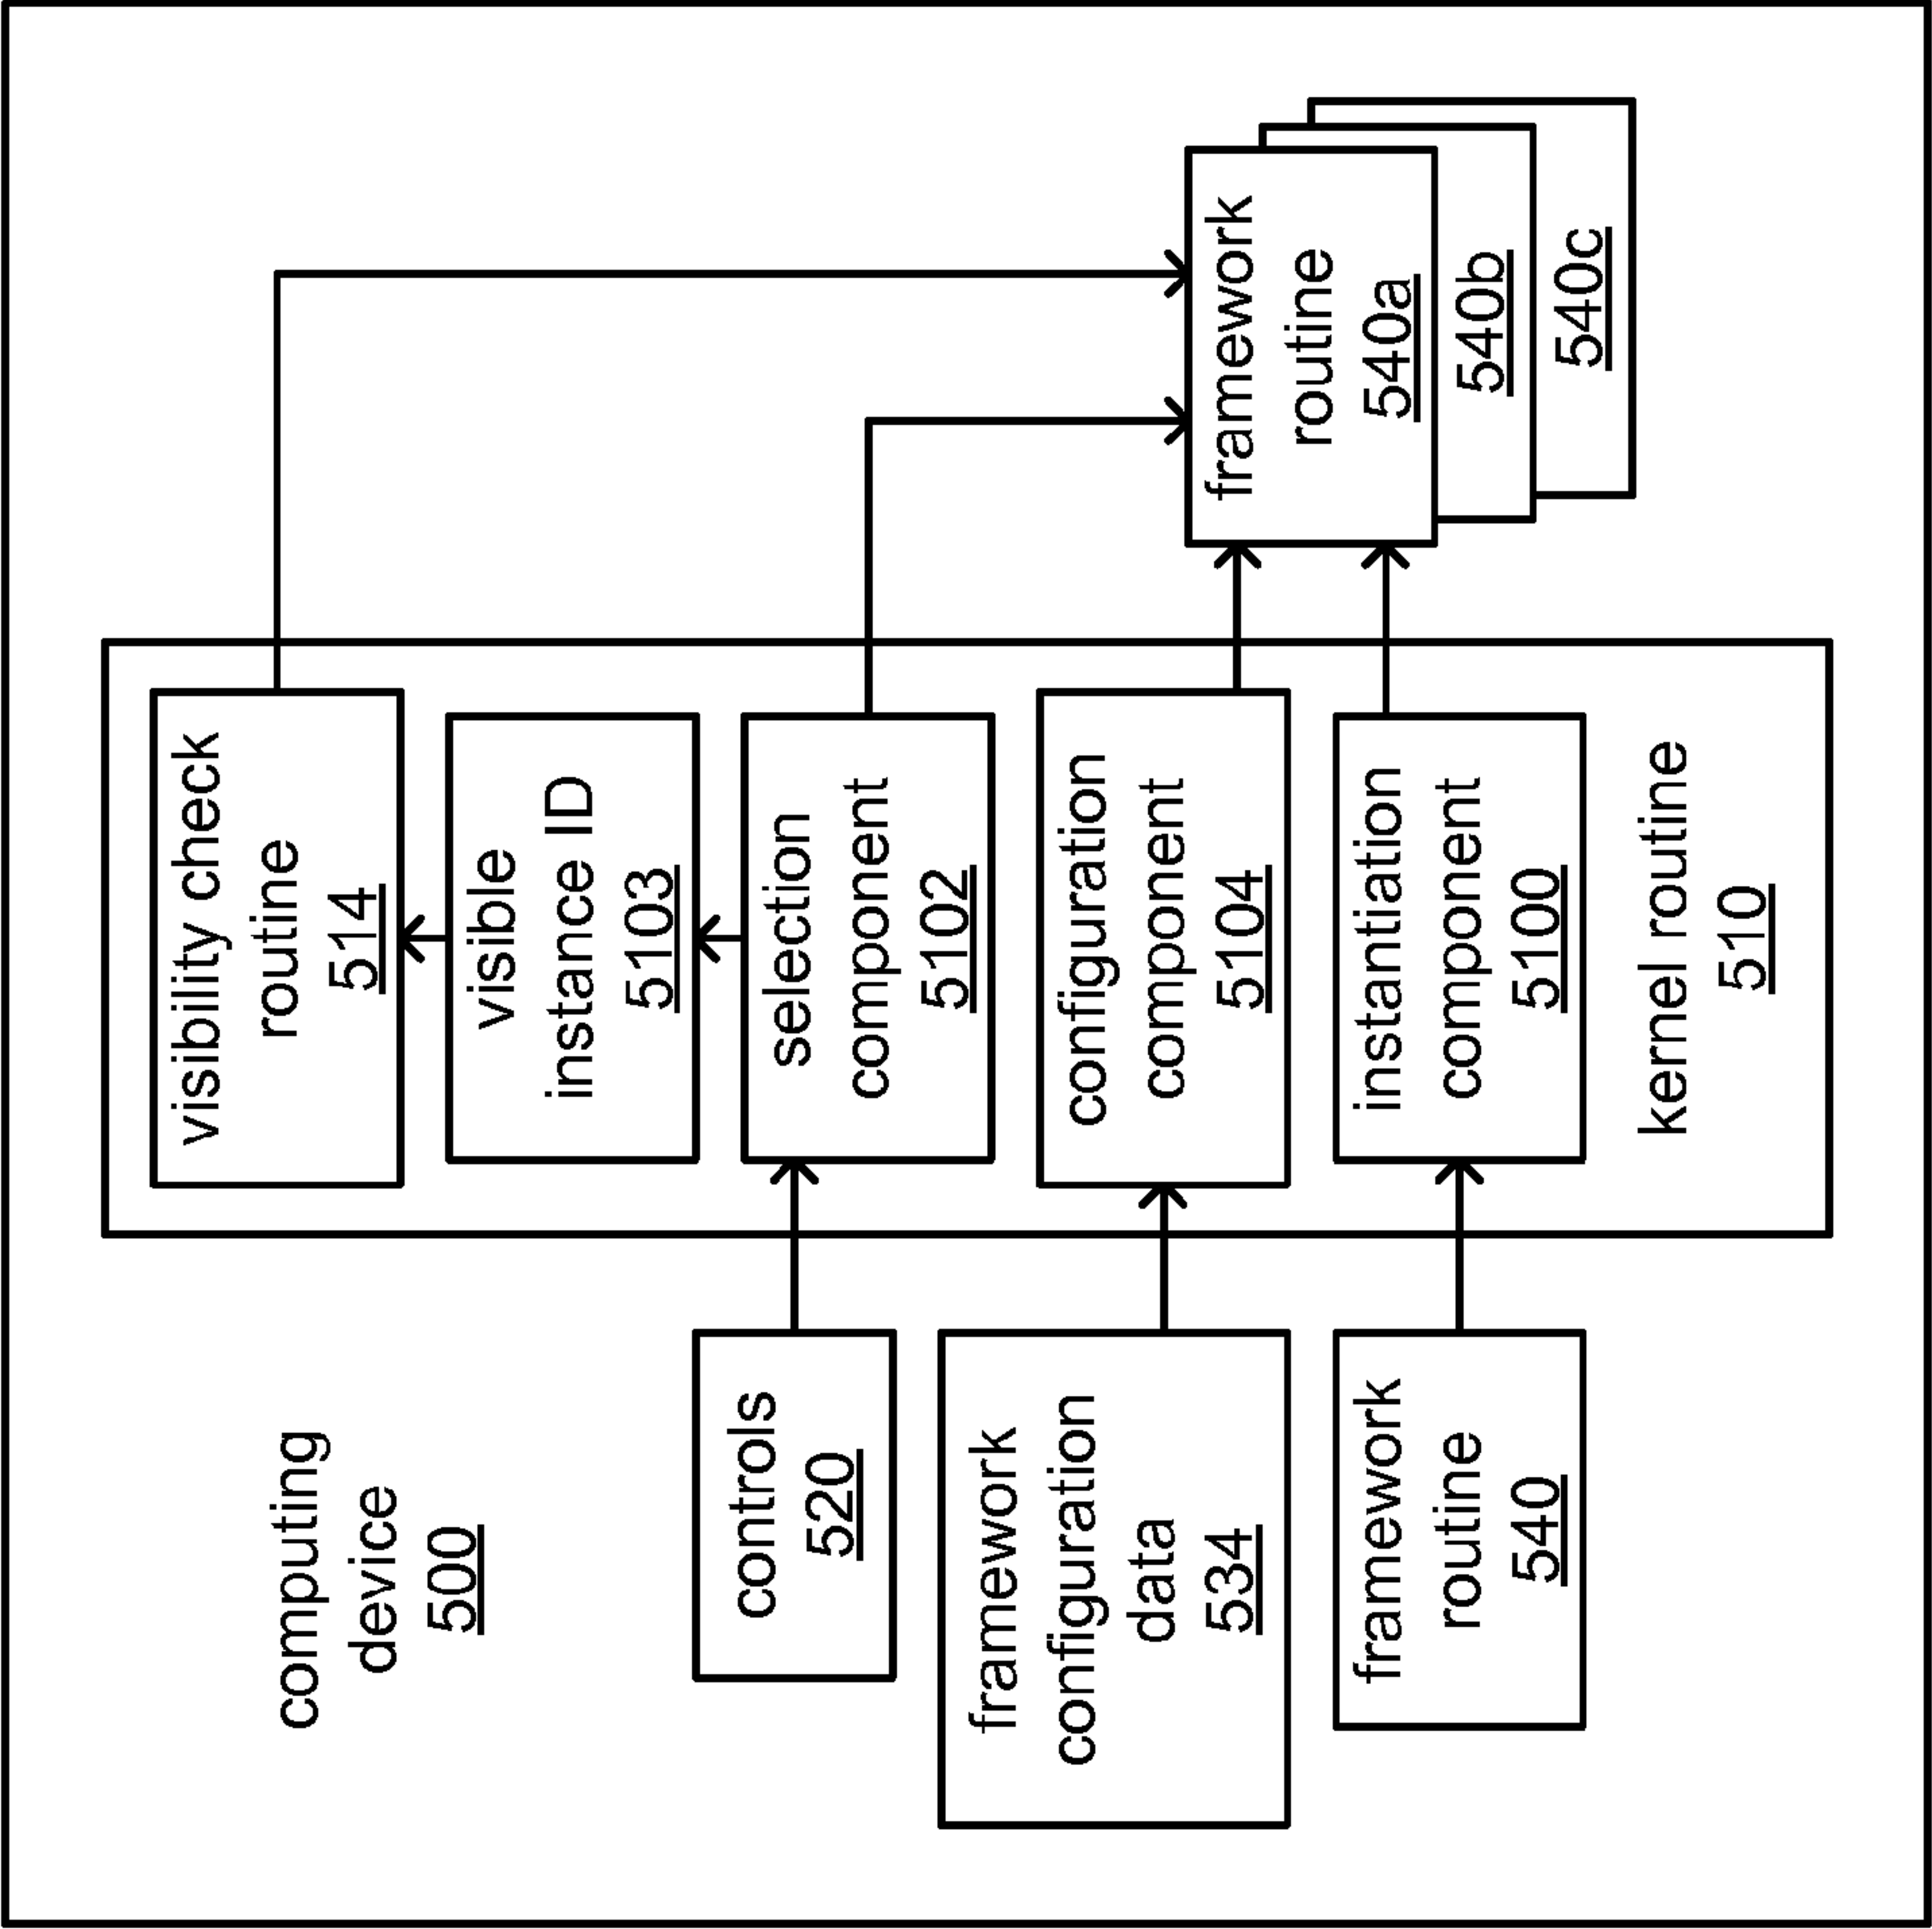 computing
device
500
controls
520
framework
configuration
data
534
framework
routine
540
visibility check
routine
514
visible
instance ID
5103
selection
component
5102
configuration
component
5104
instantiation
component
5100
kernel routine
510
framework
routine
540a
540b
540c